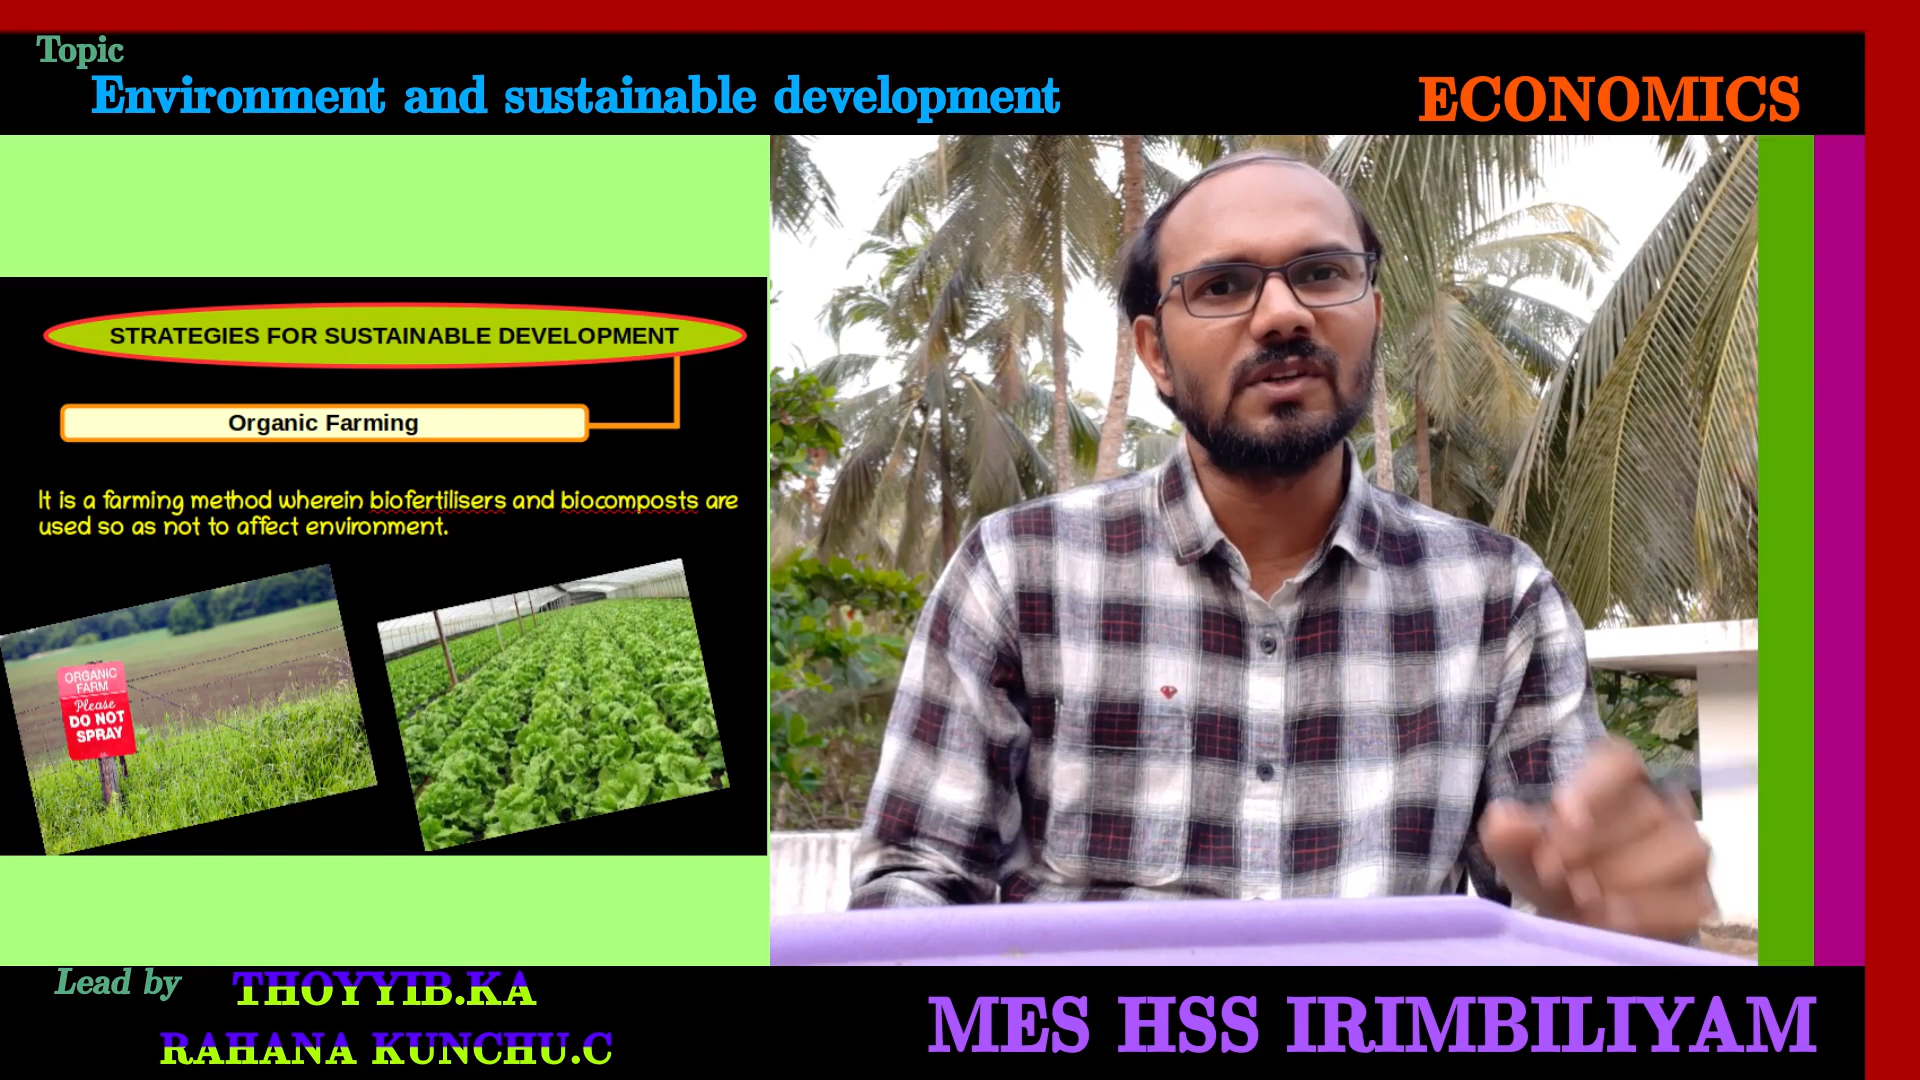 Topic
Environment and sustainable development
ECONOMICS
STRATEGIES FOR SUSTAINABLE DEVELOPMENT
Organic Farming
It is a farming method wherein biofertilisers and biocomposts are
used so as not to affect environment.
ORGANIC
FARM
Please
DO NOT
SPRAY
Lead by
THOYYIB.KA
RAHANA KUNCHU.C
MES HSS IRIMBILIYAM